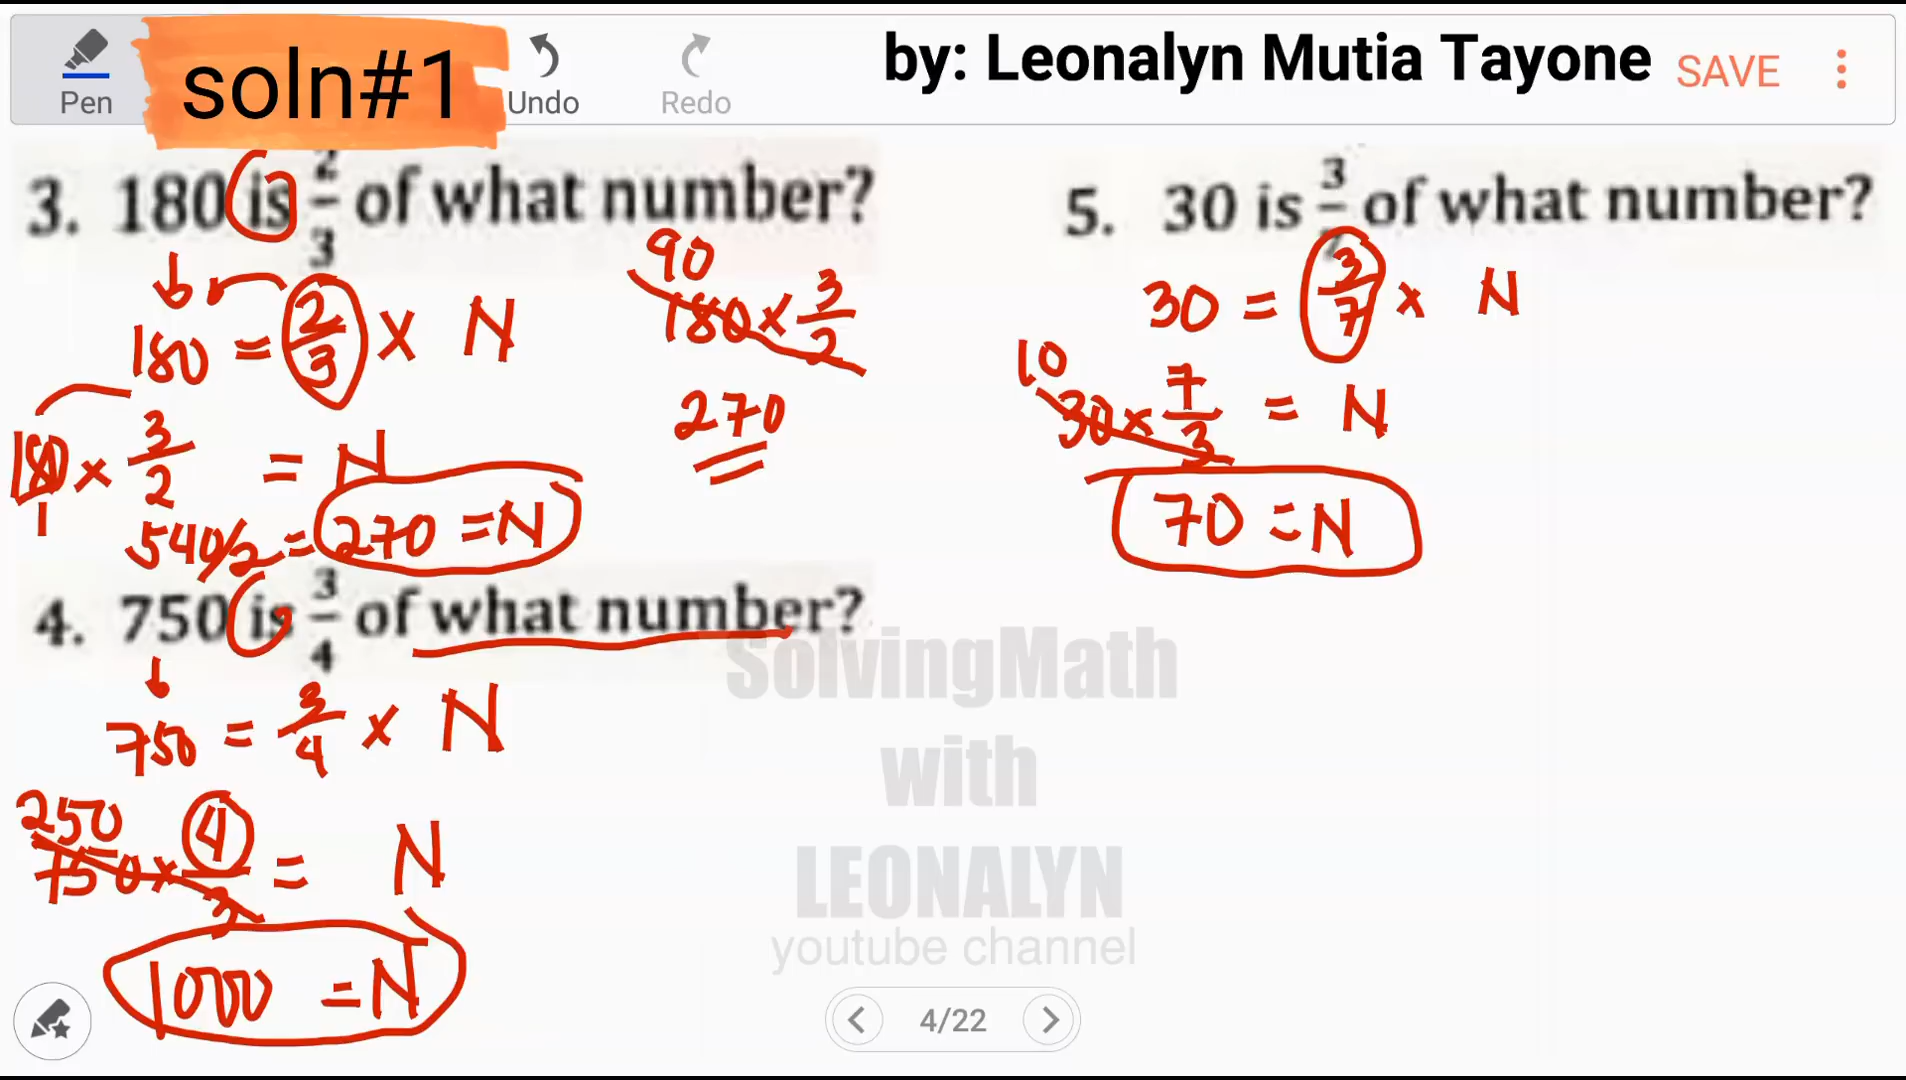 Pen
soln#1
Undo
Redo
by: Leonalyn Mutia Tayone
SAVE
3. 180 is 2/3 of what number?
180 = 2/3 × N
180 × 3/2 = N
1
540/2 = 270 = N
90
180 × 3/2
270
4. 750 is 3/4 of what number?
750 = 3/4 × N
250
750 × 4/3 = N
1000 = N
5. 30 is 3/7 of what number?
30 = 3/7 × N
10
30 × 7/3 = N
70 = N
SolvingMath
with
LEONALYN
youtube channel
4/22